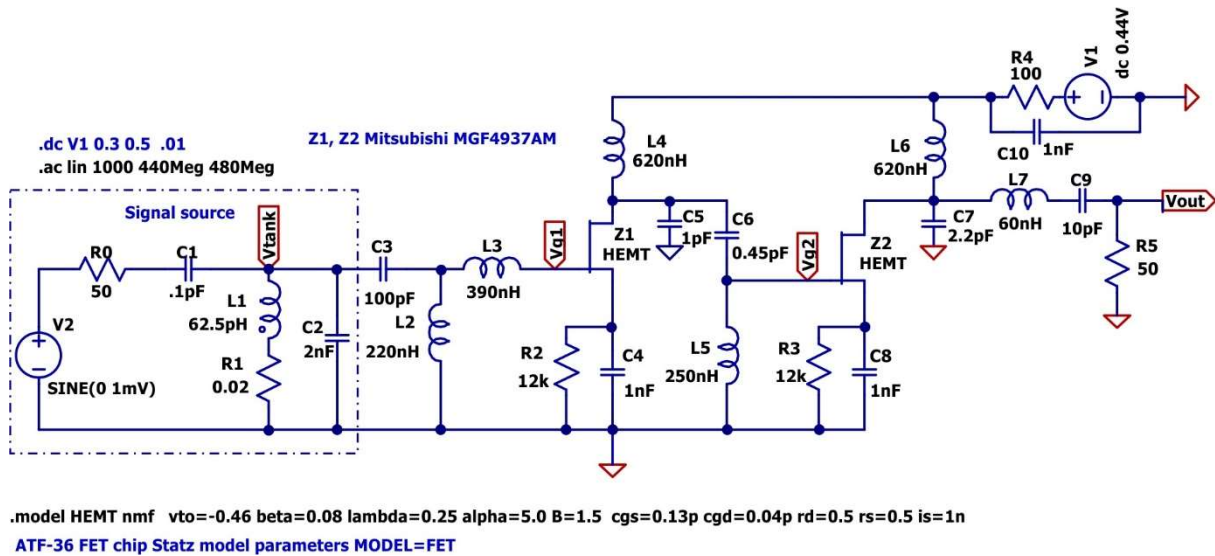 dc 0.44V
V1
R4
100
C10
1nF
.dc V1 0.3 0.5 .01
.ac lin 1000 440Meg 480Meg
Z1, Z2 Mitsubishi MGF4937AM
L4
620nH
L6
620nH
L7
60nH
C9
10pF
Vout
Signal source
Vtank
R0
50
C1
.1pF
C3
100pF
L3
390nH
Vg1
Z1
HEMT
C5
1pF
C6
0.45pF
Vg2
Z2
HEMT
C7
2.2pF
R5
50
V2
SINE(0 1mV)
L1
62.5pH
R1
0.02
C2
2nF
L2
220nH
R2
12k
C4
1nF
L5
250nH
R3
12k
C8
1nF
.model HEMT nmf vto=-0.46 beta=0.08 lambda=0.25 alpha=5.0 B=1.5 cgs=0.13p cgd=0.04p rd=0.5 rs=0.5 is=1n
ATF-36 FET chip Statz model parameters MODEL=FET